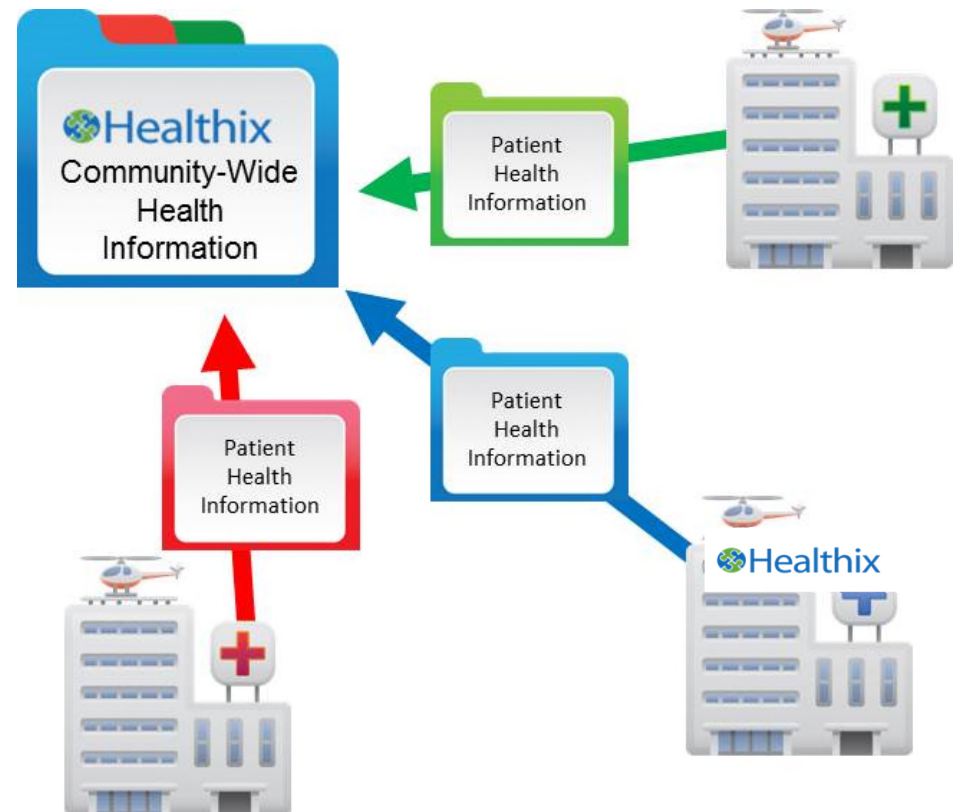 Healthix
Community-Wide
Health
Information
Patient
Health
Information
Patient
Health
Information
Patient
Health
Information
Healthix